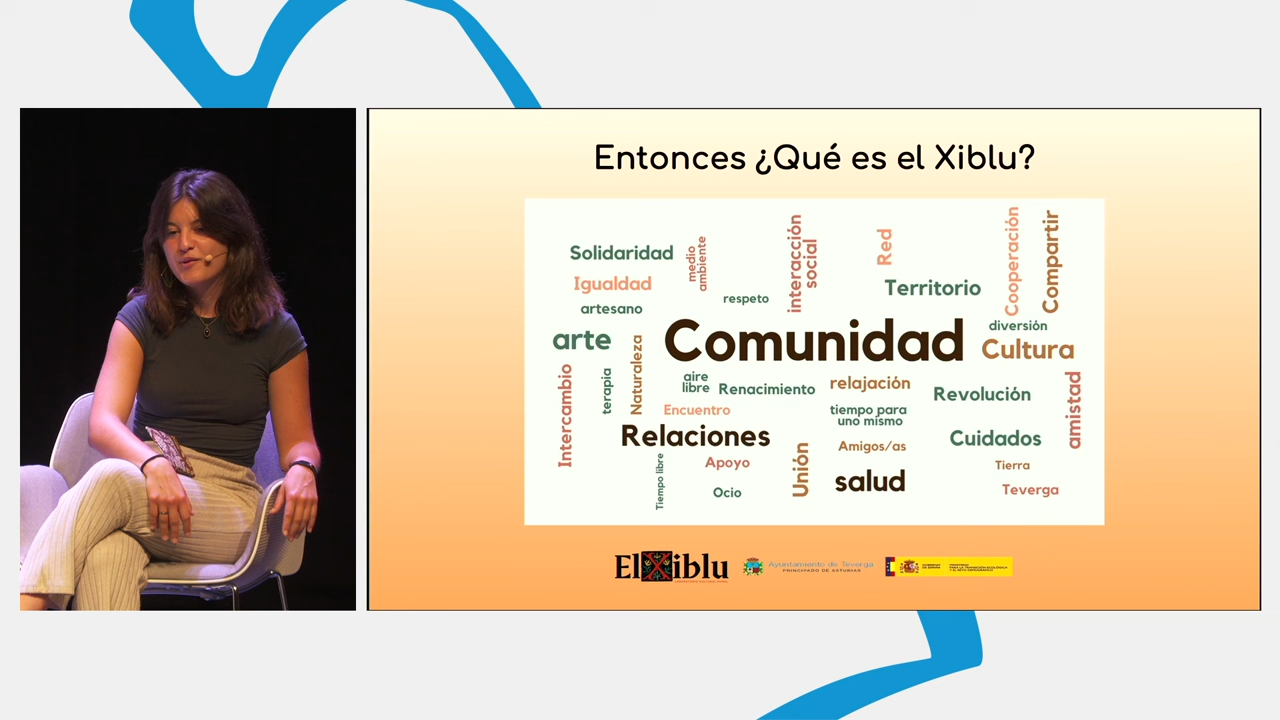 Entonces ¿Qué es el Xiblu?
Solidaridad
medio
ambiente
interacción
social
Red
Cooperación
Compartir
Igualdad
artesano
respeto
Territorio
arte
Comunidad
diversión
Cultura
Intercambio
terapia
Naturaleza
aire
libre
Renacimiento
relajación
Revolución
amistad
Encuentro
tiempo para
uno mismo
Relaciones
Amigos/as
Cuidados
Tiempo libre
Apoyo
Unión
Tierra
Ocio
salud
Teverga
El Xiblu
Ayuntamiento de Teverga
PRINCIPADO DE ASTURIAS